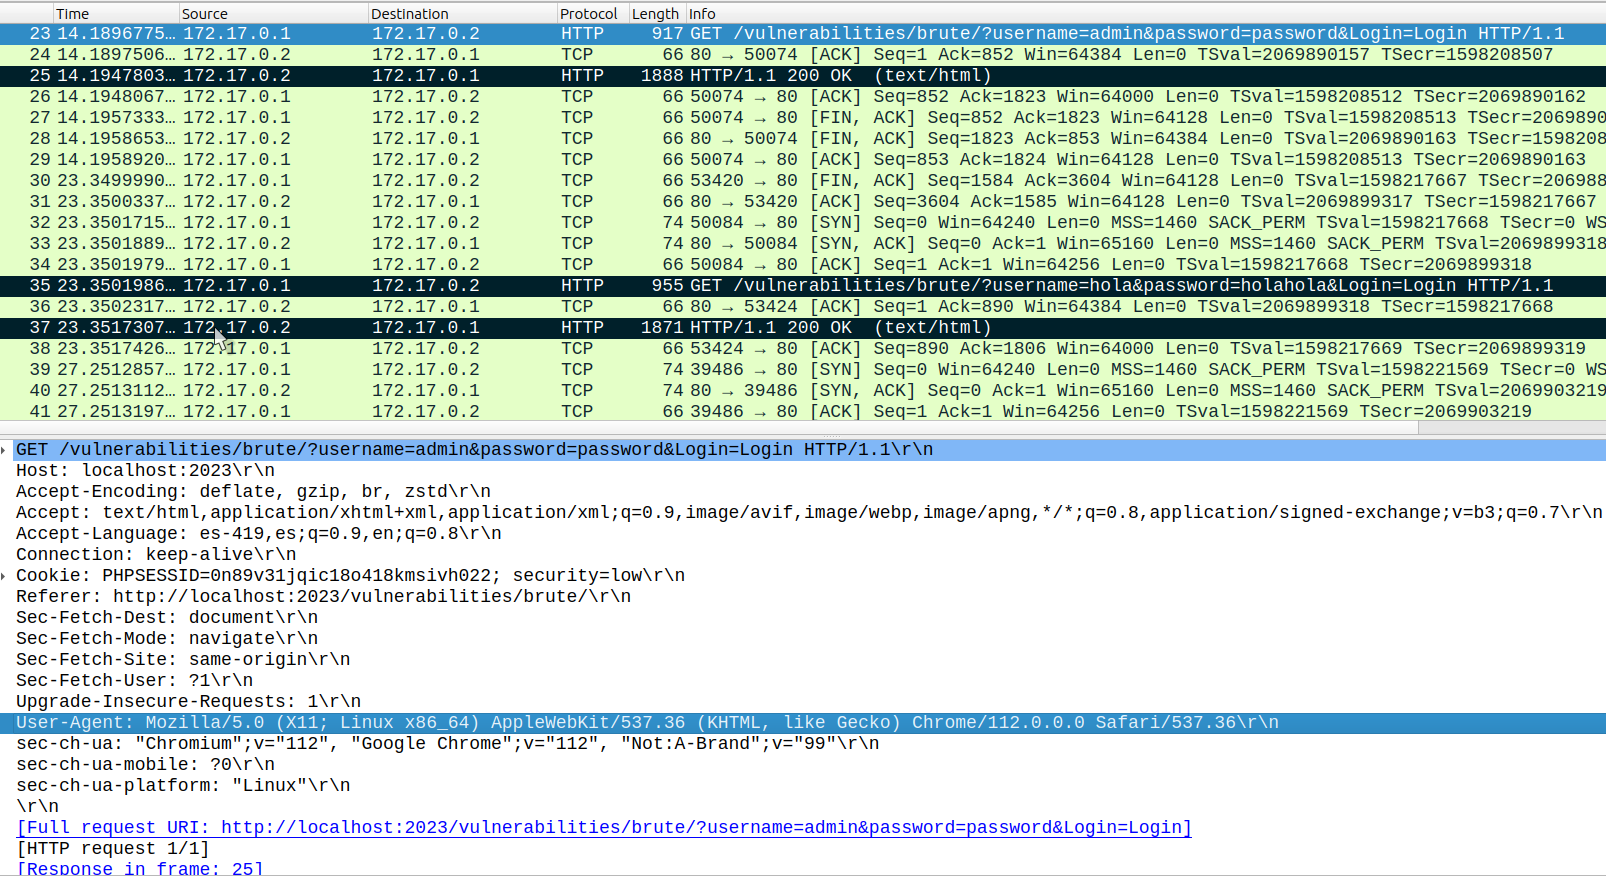 Time Source Destination Protocol Length Info
23 14.1896775… 172.17.0.1 172.17.0.2 HTTP 917 GET /vulnerabilities/brute/?username=admin&password=password&Login=Login HTTP/1.1
24 14.1897506… 172.17.0.2 172.17.0.1 TCP 66 80 → 50074 [ACK] Seq=1 Ack=852 Win=64384 Len=0 TSval=2069890157 TSecr=1598208507
25 14.1947803… 172.17.0.2 172.17.0.1 HTTP 1888 HTTP/1.1 200 OK (text/html)
26 14.1948067… 172.17.0.1 172.17.0.2 TCP 66 50074 → 80 [ACK] Seq=852 Ack=1823 Win=64000 Len=0 TSval=1598208512 TSecr=2069890162
27 14.1957333… 172.17.0.1 172.17.0.2 TCP 66 50074 → 80 [FIN, ACK] Seq=852 Ack=1823 Win=64128 Len=0 TSval=1598208513 TSecr=2069890
28 14.1958653… 172.17.0.2 172.17.0.1 TCP 66 80 → 50074 [FIN, ACK] Seq=1823 Ack=853 Win=64384 Len=0 TSval=2069890163 TSecr=1598208
29 14.1958920… 172.17.0.1 172.17.0.2 TCP 66 50074 → 80 [ACK] Seq=853 Ack=1824 Win=64128 Len=0 TSval=1598208513 TSecr=2069890163
30 23.3499990… 172.17.0.1 172.17.0.2 TCP 66 53420 → 80 [FIN, ACK] Seq=1584 Ack=3604 Win=64128 Len=0 TSval=1598217667 TSecr=206988
31 23.3500337… 172.17.0.2 172.17.0.1 TCP 66 80 → 53420 [ACK] Seq=3604 Ack=1585 Win=64128 Len=0 TSval=2069899317 TSecr=1598217667
32 23.3501715… 172.17.0.1 172.17.0.2 TCP 74 50084 → 80 [SYN] Seq=0 Win=64240 Len=0 MSS=1460 SACK_PERM TSval=1598217668 TSecr=0 WS
33 23.3501889… 172.17.0.2 172.17.0.1 TCP 74 80 → 50084 [SYN, ACK] Seq=0 Ack=1 Win=65160 Len=0 MSS=1460 SACK_PERM TSval=2069899318
34 23.3501979… 172.17.0.1 172.17.0.2 TCP 66 50084 → 80 [ACK] Seq=1 Ack=1 Win=64256 Len=0 TSval=1598217668 TSecr=2069899318
35 23.3501986… 172.17.0.1 172.17.0.2 HTTP 955 GET /vulnerabilities/brute/?username=hola&password=holahola&Login=Login HTTP/1.1
36 23.3502317… 172.17.0.2 172.17.0.1 TCP 66 80 → 53424 [ACK] Seq=1 Ack=890 Win=64384 Len=0 TSval=2069899318 TSecr=1598217668
37 23.3517307… 172.17.0.2 172.17.0.1 HTTP 1871 HTTP/1.1 200 OK (text/html)
38 23.3517426… 172.17.0.1 172.17.0.2 TCP 66 53424 → 80 [ACK] Seq=890 Ack=1806 Win=64000 Len=0 TSval=1598217669 TSecr=2069899319
39 27.2512857… 172.17.0.1 172.17.0.2 TCP 74 39486 → 80 [SYN] Seq=0 Win=64240 Len=0 MSS=1460 SACK_PERM TSval=1598221569 TSecr=0 WS
40 27.2513112… 172.17.0.2 172.17.0.1 TCP 74 80 → 39486 [SYN, ACK] Seq=0 Ack=1 Win=65160 Len=0 MSS=1460 SACK_PERM TSval=2069903219
41 27.2513197… 172.17.0.1 172.17.0.2 TCP 66 39486 → 80 [ACK] Seq=1 Ack=1 Win=64256 Len=0 TSval=1598221569 TSecr=2069903219
GET /vulnerabilities/brute/?username=admin&password=password&Login=Login HTTP/1.1\r\n
Host: localhost:2023\r\n
Accept-Encoding: deflate, gzip, br, zstd\r\n
Accept: text/html,application/xhtml+xml,application/xml;q=0.9,image/avif,image/webp,image/apng,*/*;q=0.8,application/signed-exchange;v=b3;q=0.7\r\n
Accept-Language: es-419,es;q=0.9,en;q=0.8\r\n
Connection: keep-alive\r\n
Cookie: PHPSESSID=0n89v31jqic18o418kmsivh022; security=low\r\n
Referer: http://localhost:2023/vulnerabilities/brute/\r\n
Sec-Fetch-Dest: document\r\n
Sec-Fetch-Mode: navigate\r\n
Sec-Fetch-Site: same-origin\r\n
Sec-Fetch-User: ?1\r\n
Upgrade-Insecure-Requests: 1\r\n
User-Agent: Mozilla/5.0 (X11; Linux x86_64) AppleWebKit/537.36 (KHTML, like Gecko) Chrome/112.0.0.0 Safari/537.36\r\n
sec-ch-ua: "Chromium";v="112", "Google Chrome";v="112", "Not:A-Brand";v="99"\r\n
sec-ch-ua-mobile: ?0\r\n
sec-ch-ua-platform: "Linux"\r\n
\r\n
[Full request URI: http://localhost:2023/vulnerabilities/brute/?username=admin&password=password&Login=Login]
[HTTP request 1/1]
[Response in frame: 25]